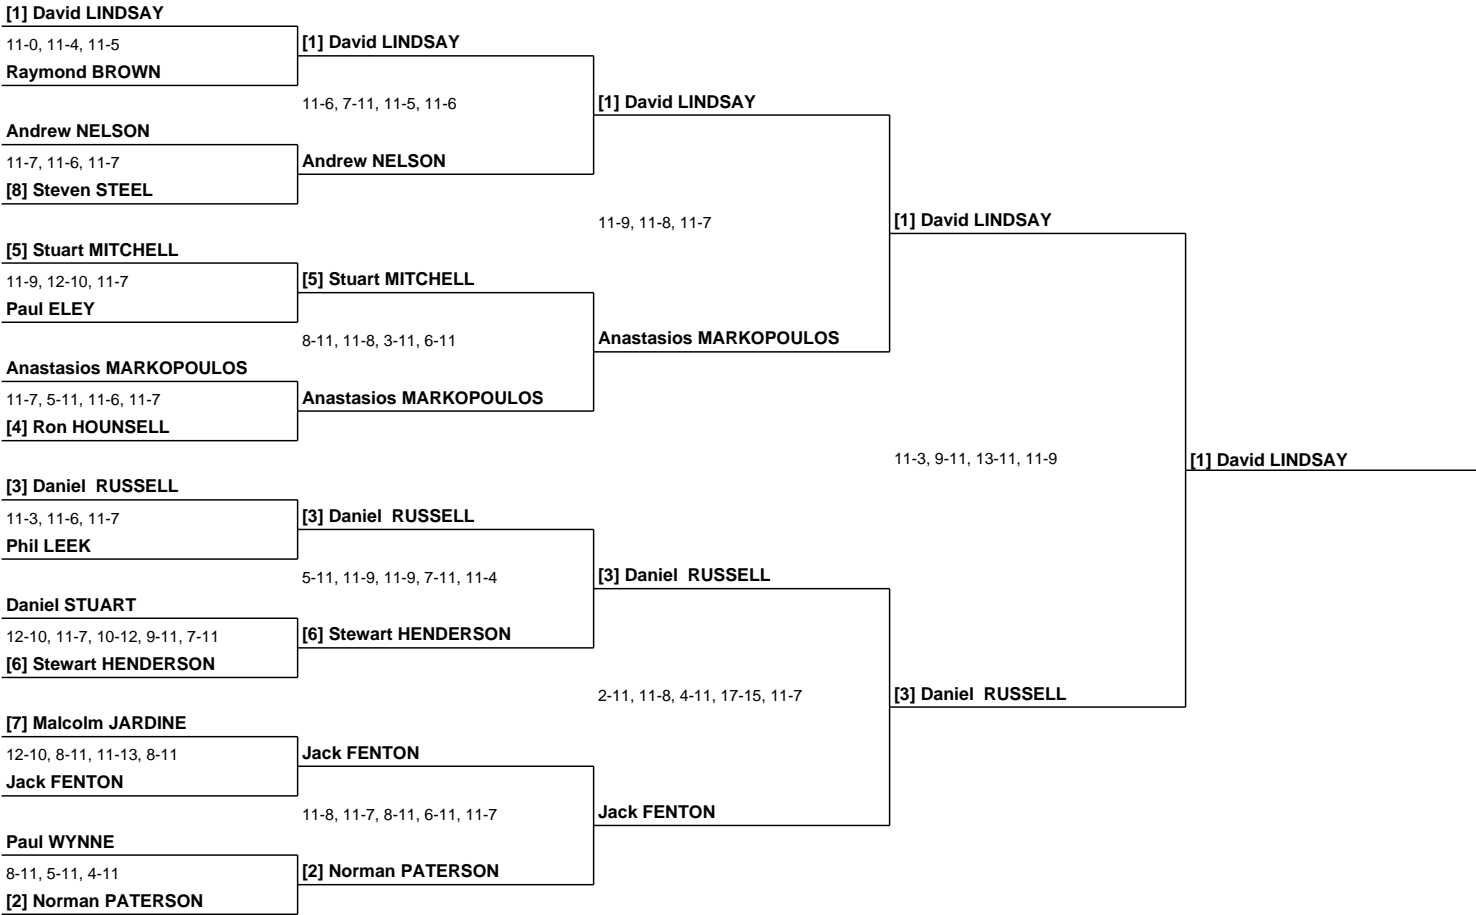 [1] David LINDSAY
11-0, 11-4, 11-5
Raymond BROWN
Andrew NELSON
11-7, 11-6, 11-7
[8] Steven STEEL
[5] Stuart MITCHELL
11-9, 12-10, 11-7
Paul ELEY
Anastasios MARKOPOULOS
11-7, 5-11, 11-6, 11-7
[4] Ron HOUNSELL
[3] Daniel RUSSELL
11-3, 11-6, 11-7
Phil LEEK
Daniel STUART
12-10, 11-7, 10-12, 9-11, 7-11
[6] Stewart HENDERSON
[7] Malcolm JARDINE
12-10, 8-11, 11-13, 8-11
Jack FENTON
Paul WYNNE
8-11, 5-11, 4-11
[2] Norman PATERSON
[1] David LINDSAY
11-6, 7-11, 11-5, 11-6
Andrew NELSON
[5] Stuart MITCHELL
8-11, 11-8, 3-11, 6-11
Anastasios MARKOPOULOS
[3] Daniel RUSSELL
5-11, 11-9, 11-9, 7-11, 11-4
[6] Stewart HENDERSON
Jack FENTON
11-8, 11-7, 8-11, 6-11, 11-7
[2] Norman PATERSON
[1] David LINDSAY
11-9, 11-8, 11-7
Anastasios MARKOPOULOS
[3] Daniel RUSSELL
2-11, 11-8, 4-11, 17-15, 11-7
Jack FENTON
[1] David LINDSAY
11-3, 9-11, 13-11, 11-9
[3] Daniel RUSSELL
[1] David LINDSAY